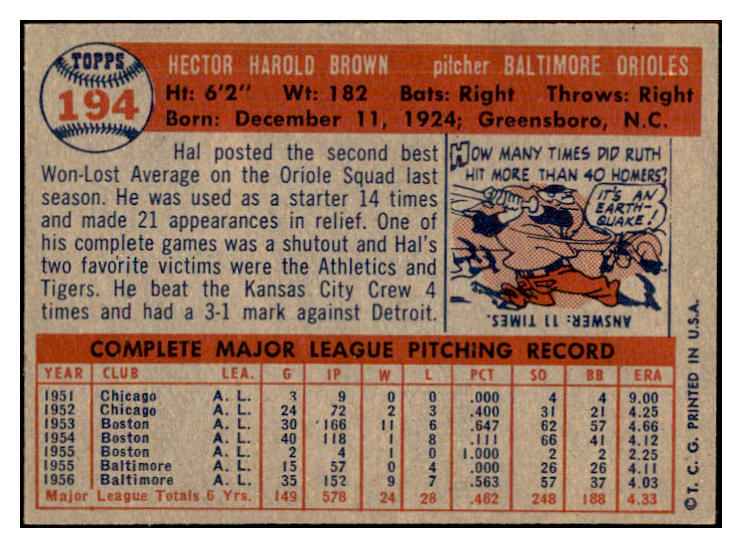 TOPPS
194
HECTOR HAROLD BROWN pitcher BALTIMORE ORIOLES
Ht: 6'2" Wt: 182 Bats: Right Throws: Right
Born: December 11, 1924; Greensboro, N.C.
Hal posted the second best
Won-Lost Average on the Oriole Squad last
season. He was used as a starter 14 times
and made 21 appearances in relief. One of
his complete games was a shutout and Hal's
two favorite victims were the Athletics and
Tigers. He beat the Kansas City Crew 4
times and had a 3-1 mark against Detroit.
HOW MANY TIMES DID RUTH
HIT MORE THAN 40 HOMERS?
IT'S AN
EARTH-
QUAKE!
ANSWER: 11 TIMES.
COMPLETE MAJOR LEAGUE PITCHING RECORD
YEAR CLUB LEA. G IP W L PCT SO BB ERA
1951 Chicago A. L. 3 9 0 0 .000 4 4 9.00
1952 Chicago A. L. 24 72 2 3 .400 31 21 4.25
1953 Boston A. L. 30 166 11 6 .647 62 57 4.66
1954 Boston A. L. 40 118 1 8 .111 66 41 4.12
1955 Boston A. L. 2 4 1 0 1.000 2 2 2.25
1955 Baltimore A. L. 15 57 0 4 .000 26 26 4.11
1956 Baltimore A. L. 35 152 9 7 .563 57 37 4.03
Major League Totals 6 Yrs. 149 578 24 28 .462 248 188 4.33
© T. C. G. PRINTED IN U.S.A.